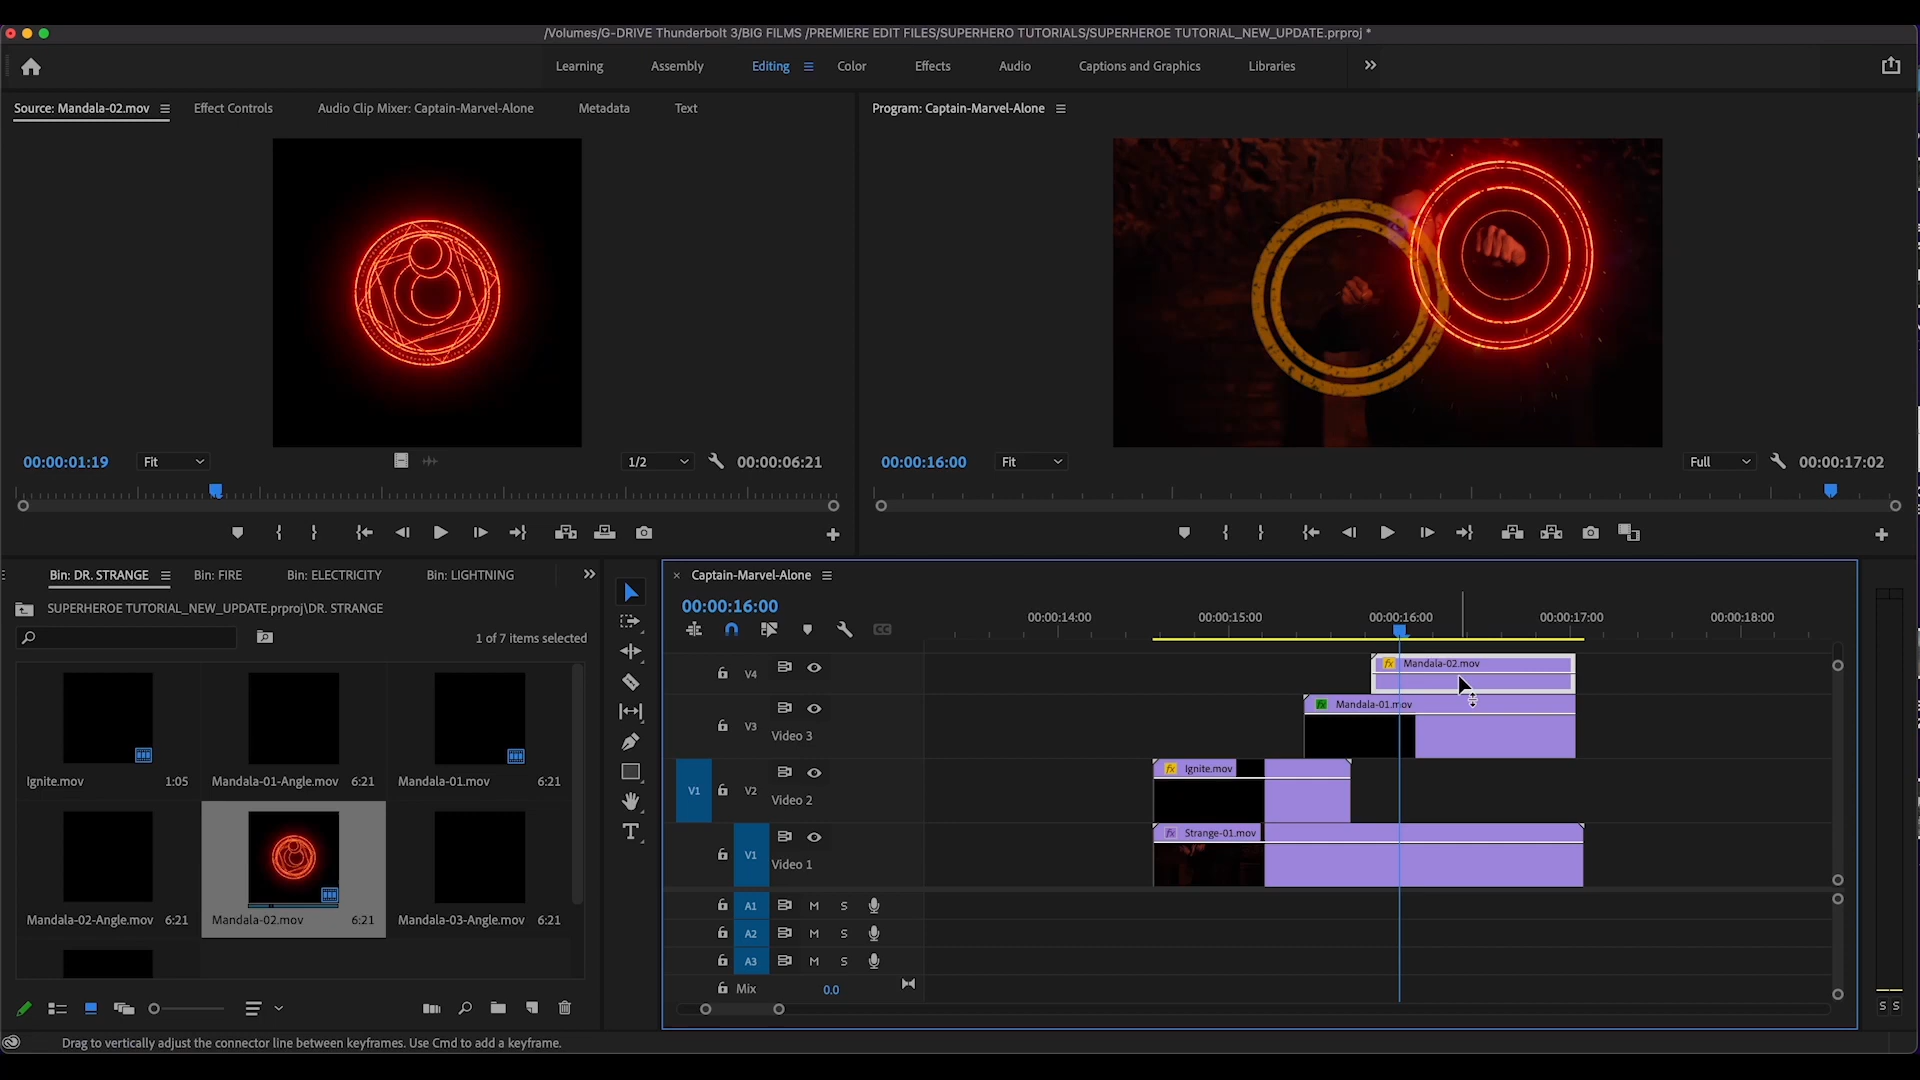 /Volumes/G-DRIVE Thunderbolt 3/BIG FILMS /PREMIERE EDIT FILES/SUPERHERO TUTORIALS/SUPERHEROE TUTORIAL_NEW_UPDATE.prproj *
Learning Assembly Editing Color Effects Audio Captions and Graphics Libraries
Source: Mandala-02.mov Effect Controls Audio Clip Mixer: Captain-Marvel-Alone Metadata Text
Program: Captain-Marvel-Alone
00:00:01:19 Fit 1/2 00:00:06:21
00:00:16:00 Fit Full 00:00:17:02
Bin: DR. STRANGE Bin: FIRE Bin: ELECTRICITY Bin: LIGHTNING
SUPERHEROE TUTORIAL_NEW_UPDATE.prproj\DR. STRANGE
1 of 7 items selected
Ignite.mov 1:05 Mandala-01-Angle.mov 6:21 Mandala-01.mov 6:21
Mandala-02-Angle.mov 6:21 Mandala-02.mov 6:21 Mandala-03-Angle.mov 6:21
Captain-Marvel-Alone
00:00:16:00
00:00:14:00 00:00:15:00 00:00:16:00 00:00:17:00 00:00:18:00
V4 fx Mandala-02.mov
V3 Video 3 fx Mandala-01.mov
V1 V2 Video 2 fx Ignite.mov
V1 Video 1 fx Strange-01.mov
A1 M S
A2 M S
A3 M S
Mix 0.0
S S
Drag to vertically adjust the connector line between keyframes. Use Cmd to add a keyframe.